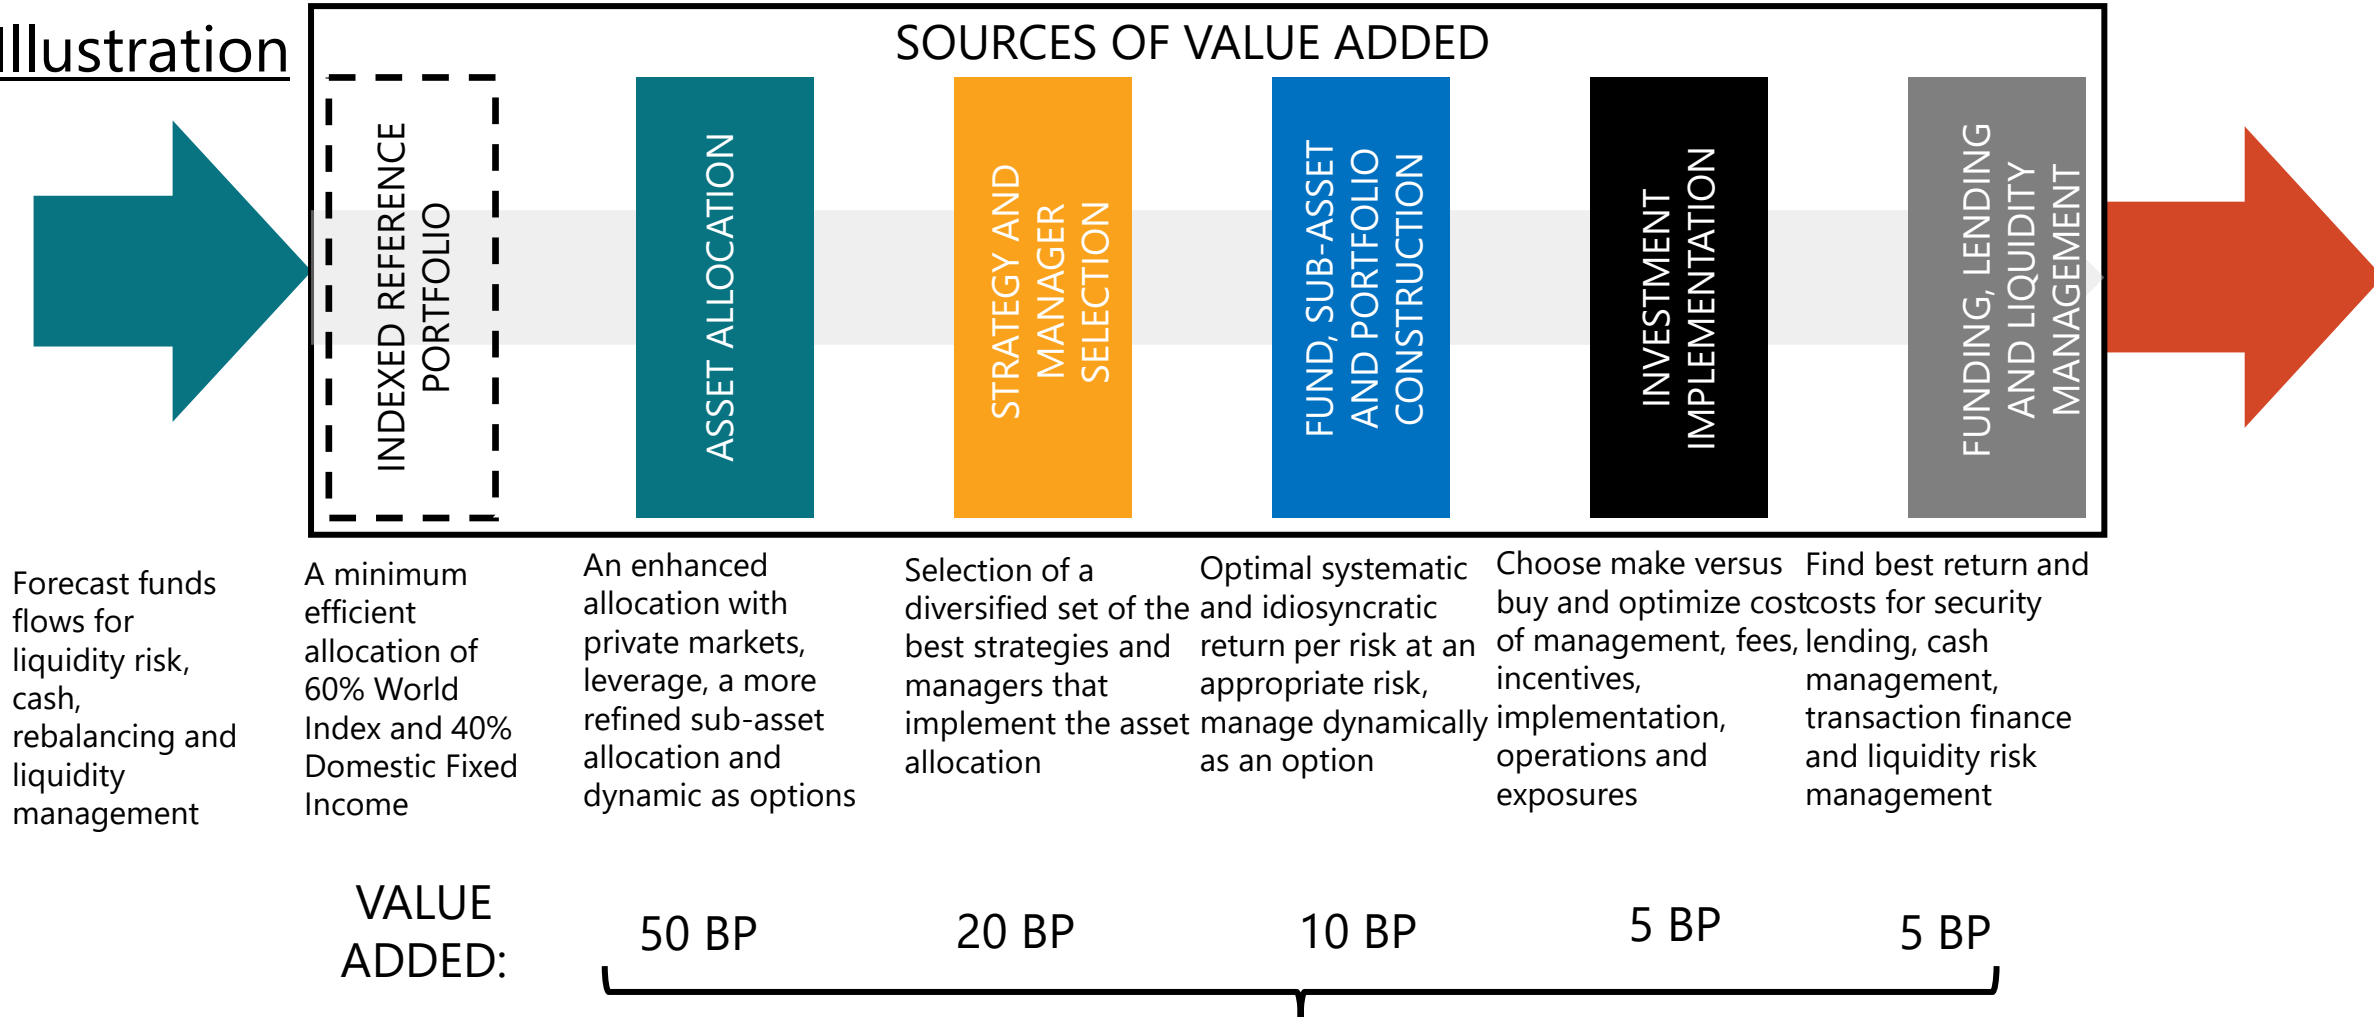 Illustration
SOURCES OF VALUE ADDED
INDEXED REFERENCE
PORTFOLIO
ASSET ALLOCATION
STRATEGY AND
MANAGER
SELECTION
FUND, SUB-ASSET
AND PORTFOLIO
CONSTRUCTION
INVESTMENT
IMPLEMENTATION
FUNDING, LENDING
AND LIQUIDITY
MANAGEMENT
Forecast funds
flows for
liquidity risk,
cash,
rebalancing and
liquidity
management
A minimum
efficient
allocation of
60% World
Index and 40%
Domestic Fixed
Income
An enhanced
allocation with
private markets,
leverage, a more
refined sub-asset
allocation and
dynamic as options
Selection of a
diversified set of the
best strategies and
managers that
implement the asset
allocation
Optimal systematic
and idiosyncratic
return per risk at an
appropriate risk,
manage dynamically
as an option
Choose make versus
buy and optimize cost
of management, fees,
incentives,
implementation,
operations and
exposures
Find best return and
costs for security
lending, cash
management,
transaction finance
and liquidity risk
management
VALUE
ADDED:
50 BP
20 BP
10 BP
5 BP
5 BP